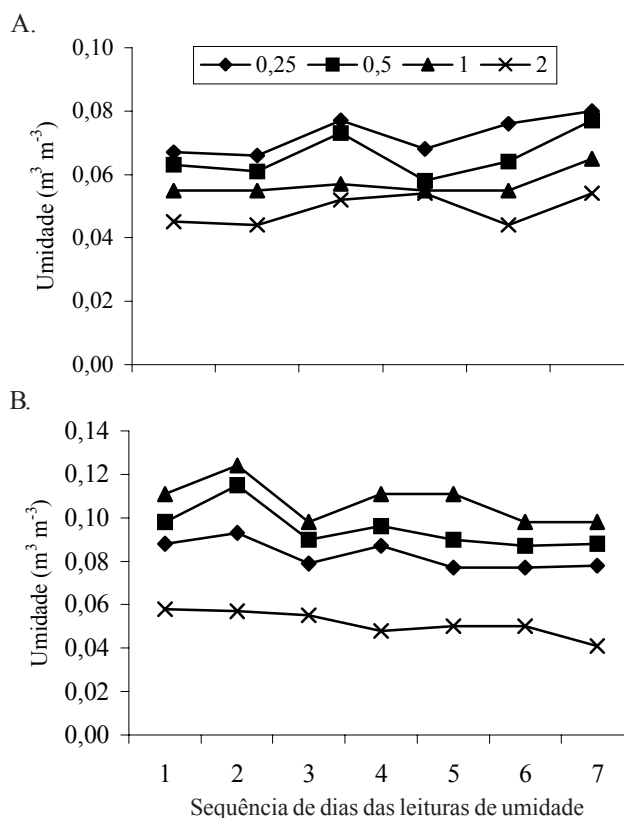 A.
0,10
0,08
0,06
0,04
0,02
0,00
Umidade (m³ m⁻³)
0,25 0,5 1 2
B.
0,14
0,12
0,10
0,08
0,06
0,04
0,02
0,00
Umidade (m³ m⁻³)
1 2 3 4 5 6 7
Sequência de dias das leituras de umidade